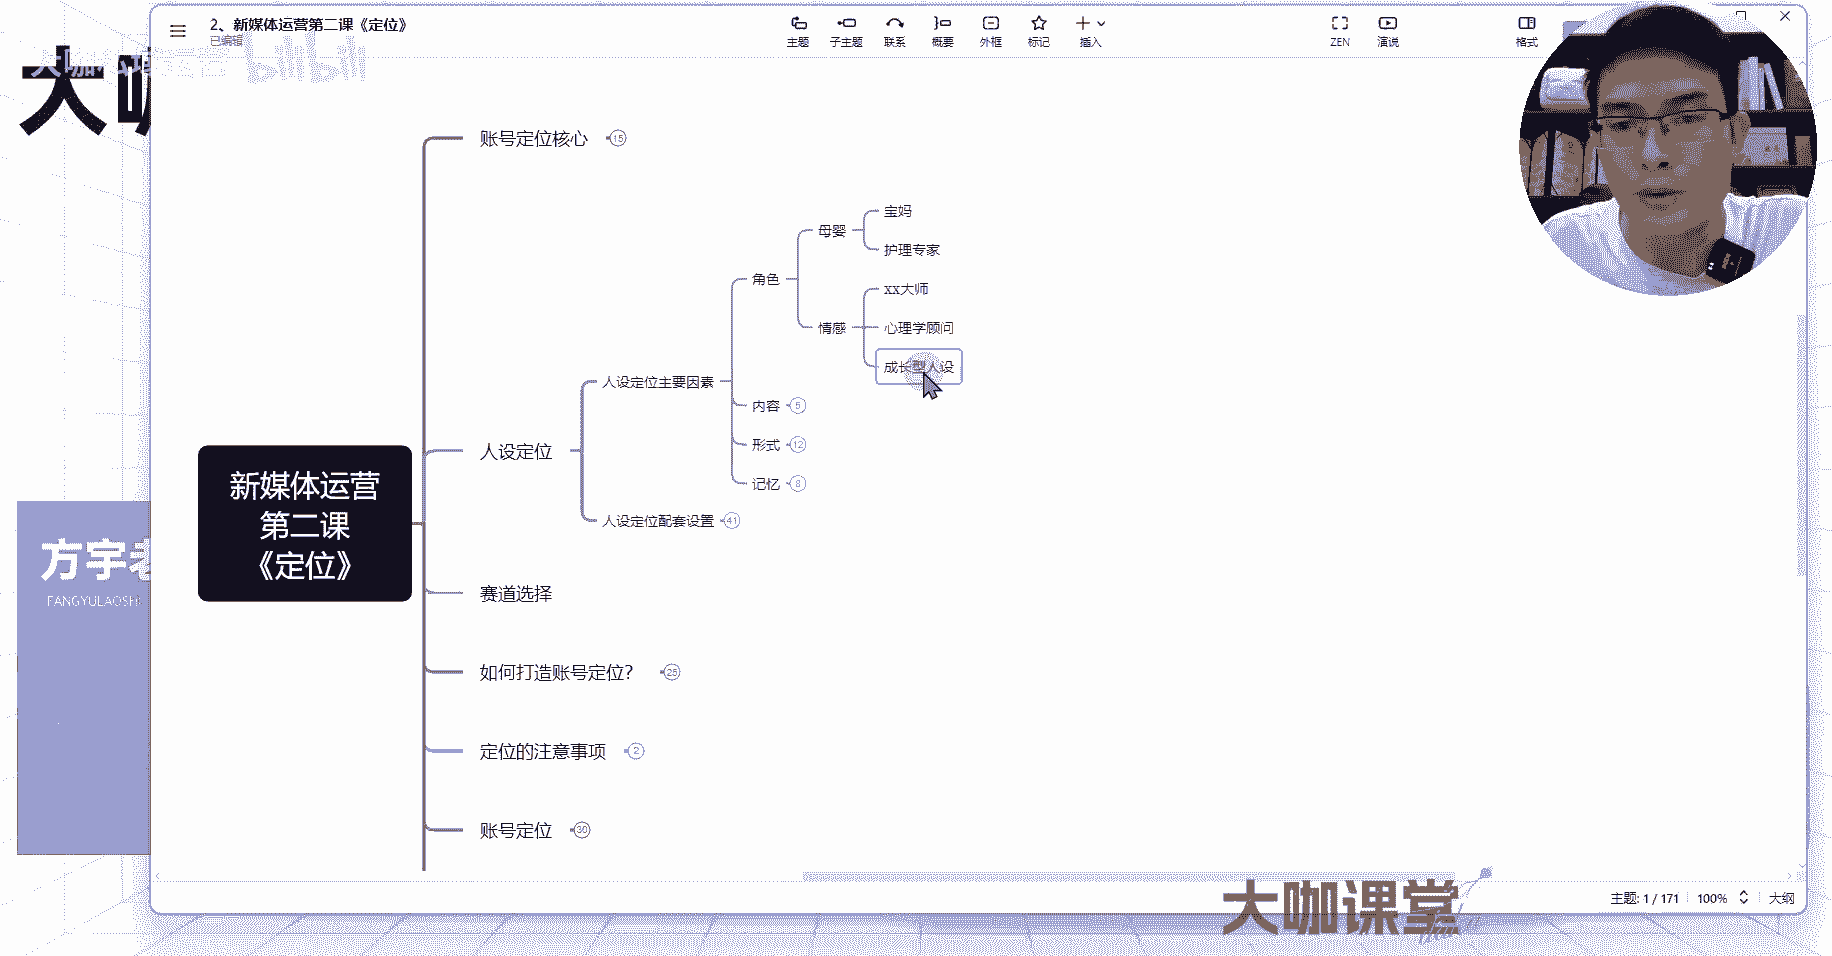 2、新媒体运营第二课《定位》
已编辑
主题
子主题
联系
概要
外框
标记
插入
ZEN
演说
格式
bilibili
大咖
账号定位核心
15
宝妈
母婴
护理专家
角色
xx大师
情感
心理学顾问
成长型人设
人设定位主要因素
内容
5
形式
12
记忆
8
人设定位
人设定位配套设置
41
新媒体运营
第二课
《定位》
赛道选择
如何打造账号定位？
25
定位的注意事项
2
账号定位
30
方宇老
FANGYULAOSHI
大咖课堂
主题: 1 / 171
100%
大纲